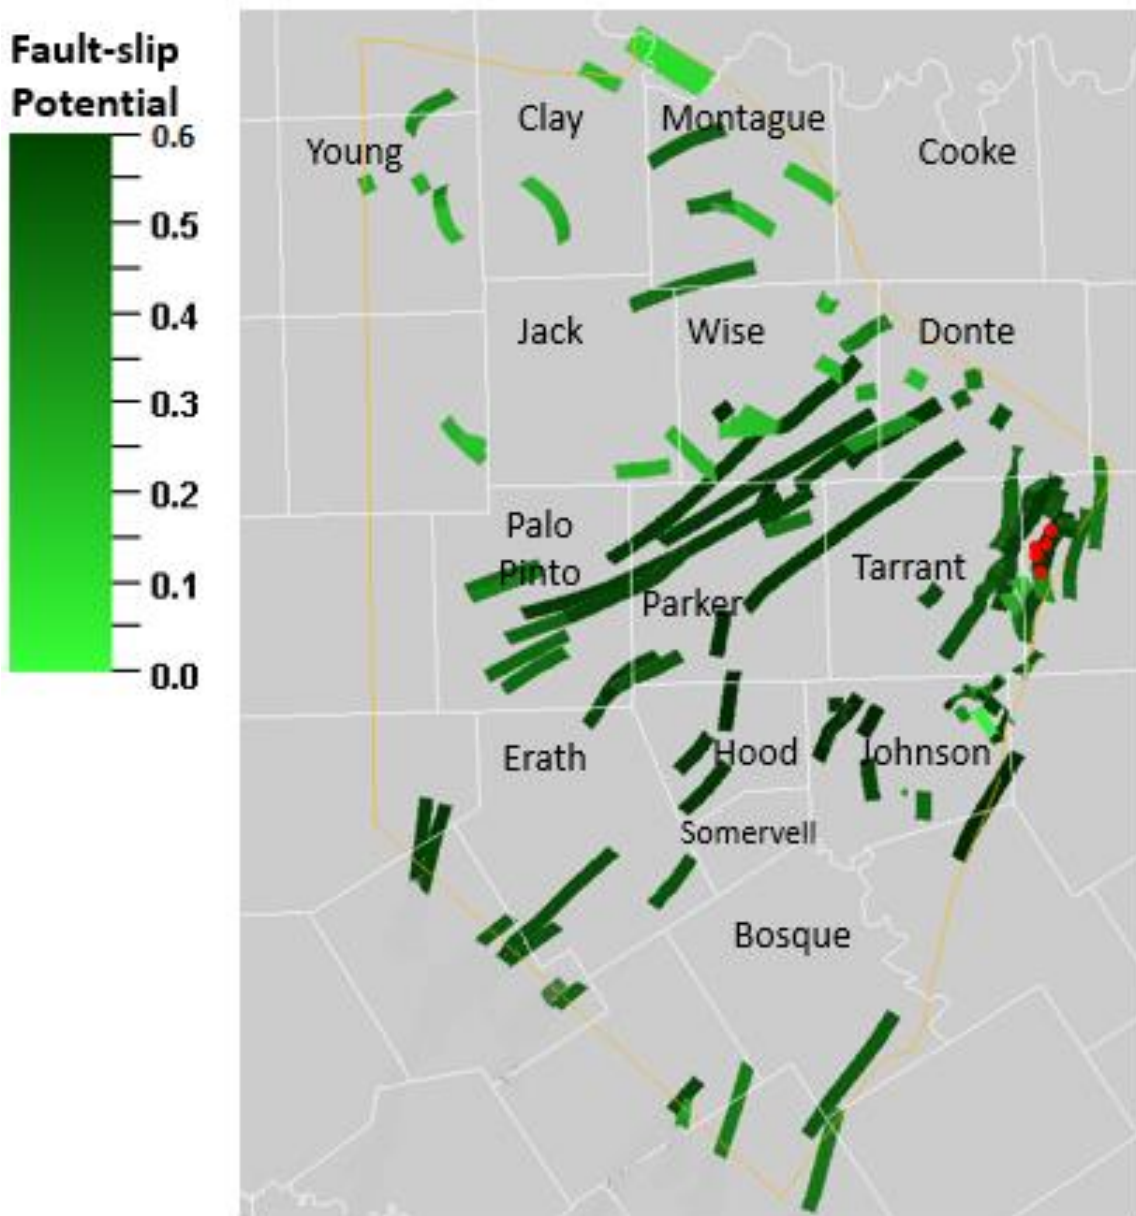 Fault-slip
Potential
0.6
0.5
0.4
0.3
0.2
0.1
0.0
Clay
Montague
Young
Cooke
Jack
Wise
Donte
Palo
Pinto
Tarrant
Parker
Erath
Hood
Johnson
Somervell
Bosque